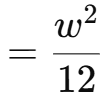 = w²/12